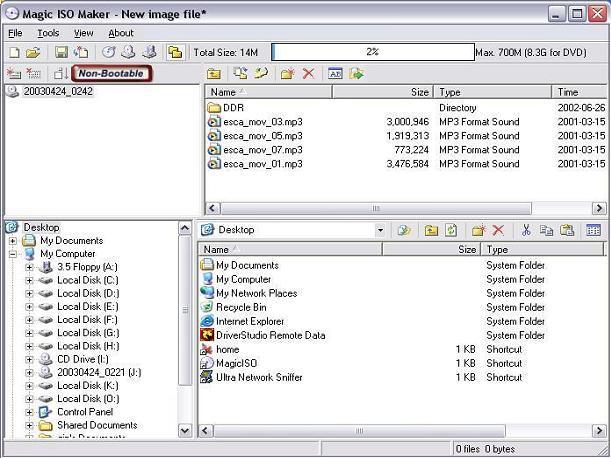 Magic ISO Maker - New image file*
File Tools View About
Total Size: 14M 2% Max. 700M (8.3G for DVD)
Non-Bootable
20030424_0242
Name Size Type Time
DDR Directory 2002-06-26
esca_mov_03.mp3 3,000,946 MP3 Format Sound 2001-03-15
esca_mov_05.mp3 1,919,313 MP3 Format Sound 2001-03-15
esca_mov_07.mp3 773,224 MP3 Format Sound 2001-03-15
esca_mov_01.mp3 3,476,584 MP3 Format Sound 2001-03-15
Desktop
My Documents
My Computer
3.5 Floppy (A:)
Local Disk (C:)
Local Disk (D:)
Local Disk (E:)
Local Disk (F:)
Local Disk (G:)
Local Disk (H:)
CD Drive (I:)
20030424_0221 (J:)
Local Disk (K:)
Local Disk (O:)
Control Panel
Shared Documents
Desktop
Name Size Type
My Documents System Folder
My Computer System Folder
My Network Places System Folder
Recycle Bin System Folder
Internet Explorer System Folder
DriverStudio Remote Data System Folder
home 1 KB Shortcut
MagicISO 1 KB Shortcut
Ultra Network Sniffer 1 KB Shortcut
0 files 0 bytes